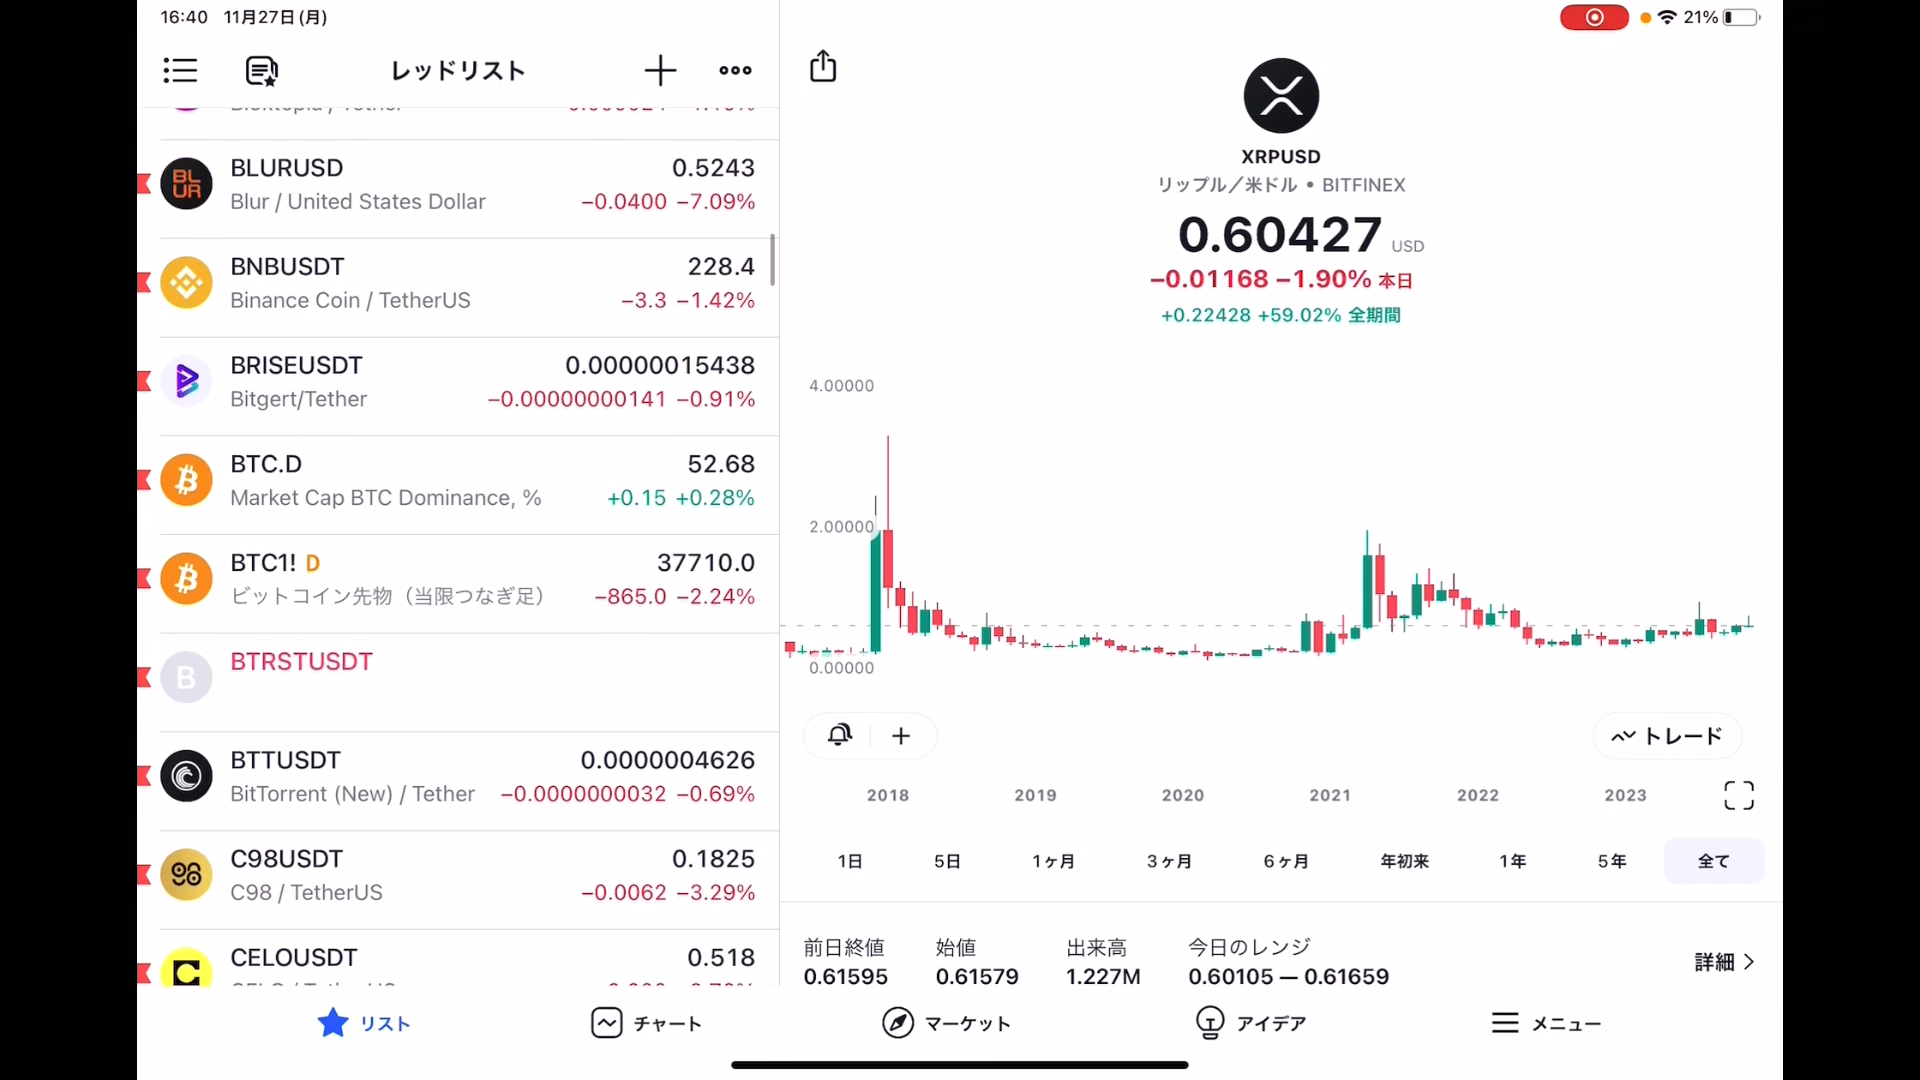 16:40 11月27日(月)
21%
レッドリスト
BLURUSD 0.5243
Blur / United States Dollar −0.0400 −7.09%
BNBUSDT 228.4
Binance Coin / TetherUS −3.3 −1.42%
BRISEUSDT 0.00000015438
Bitgert/Tether −0.00000000141 −0.91%
BTC.D 52.68
Market Cap BTC Dominance, % +0.15 +0.28%
BTC1! D 37710.0
ビットコイン先物（当限つなぎ足） −865.0 −2.24%
B BTRSTUSDT
BTTUSDT 0.0000004626
BitTorrent (New) / Tether −0.0000000032 −0.69%
C98USDT 0.1825
C98 / TetherUS −0.0062 −3.29%
CELOUSDT 0.518
XRPUSD
リップル／米ドル • BITFINEX
0.60427 USD
−0.01168 −1.90% 本日
+0.22428 +59.02% 全期間
4.00000
2.00000
0.00000
トレード
2018 2019 2020 2021 2022 2023
1日 5日 1ヶ月 3ヶ月 6ヶ月 年初来 1年 5年 全て
前日終値 始値 出来高 今日のレンジ
0.61595 0.61579 1.227M 0.60105 — 0.61659
詳細
リスト チャート マーケット アイデア メニュー